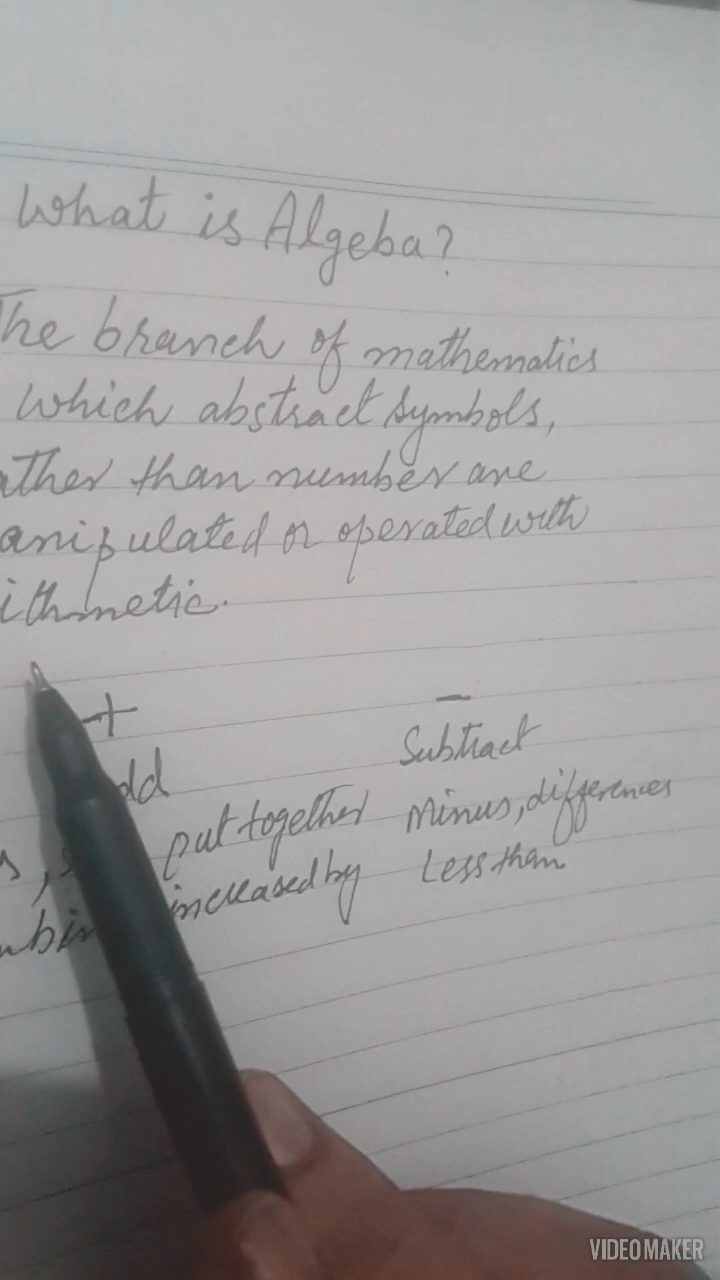 What is Algeba?
The branch of mathematics
which abstract symbols,
ather than number are
anipulated or operated with
ithmetic.
+ −
dd Subtract
put together Minus, differences
increased by Less than
VIDEO MAKER